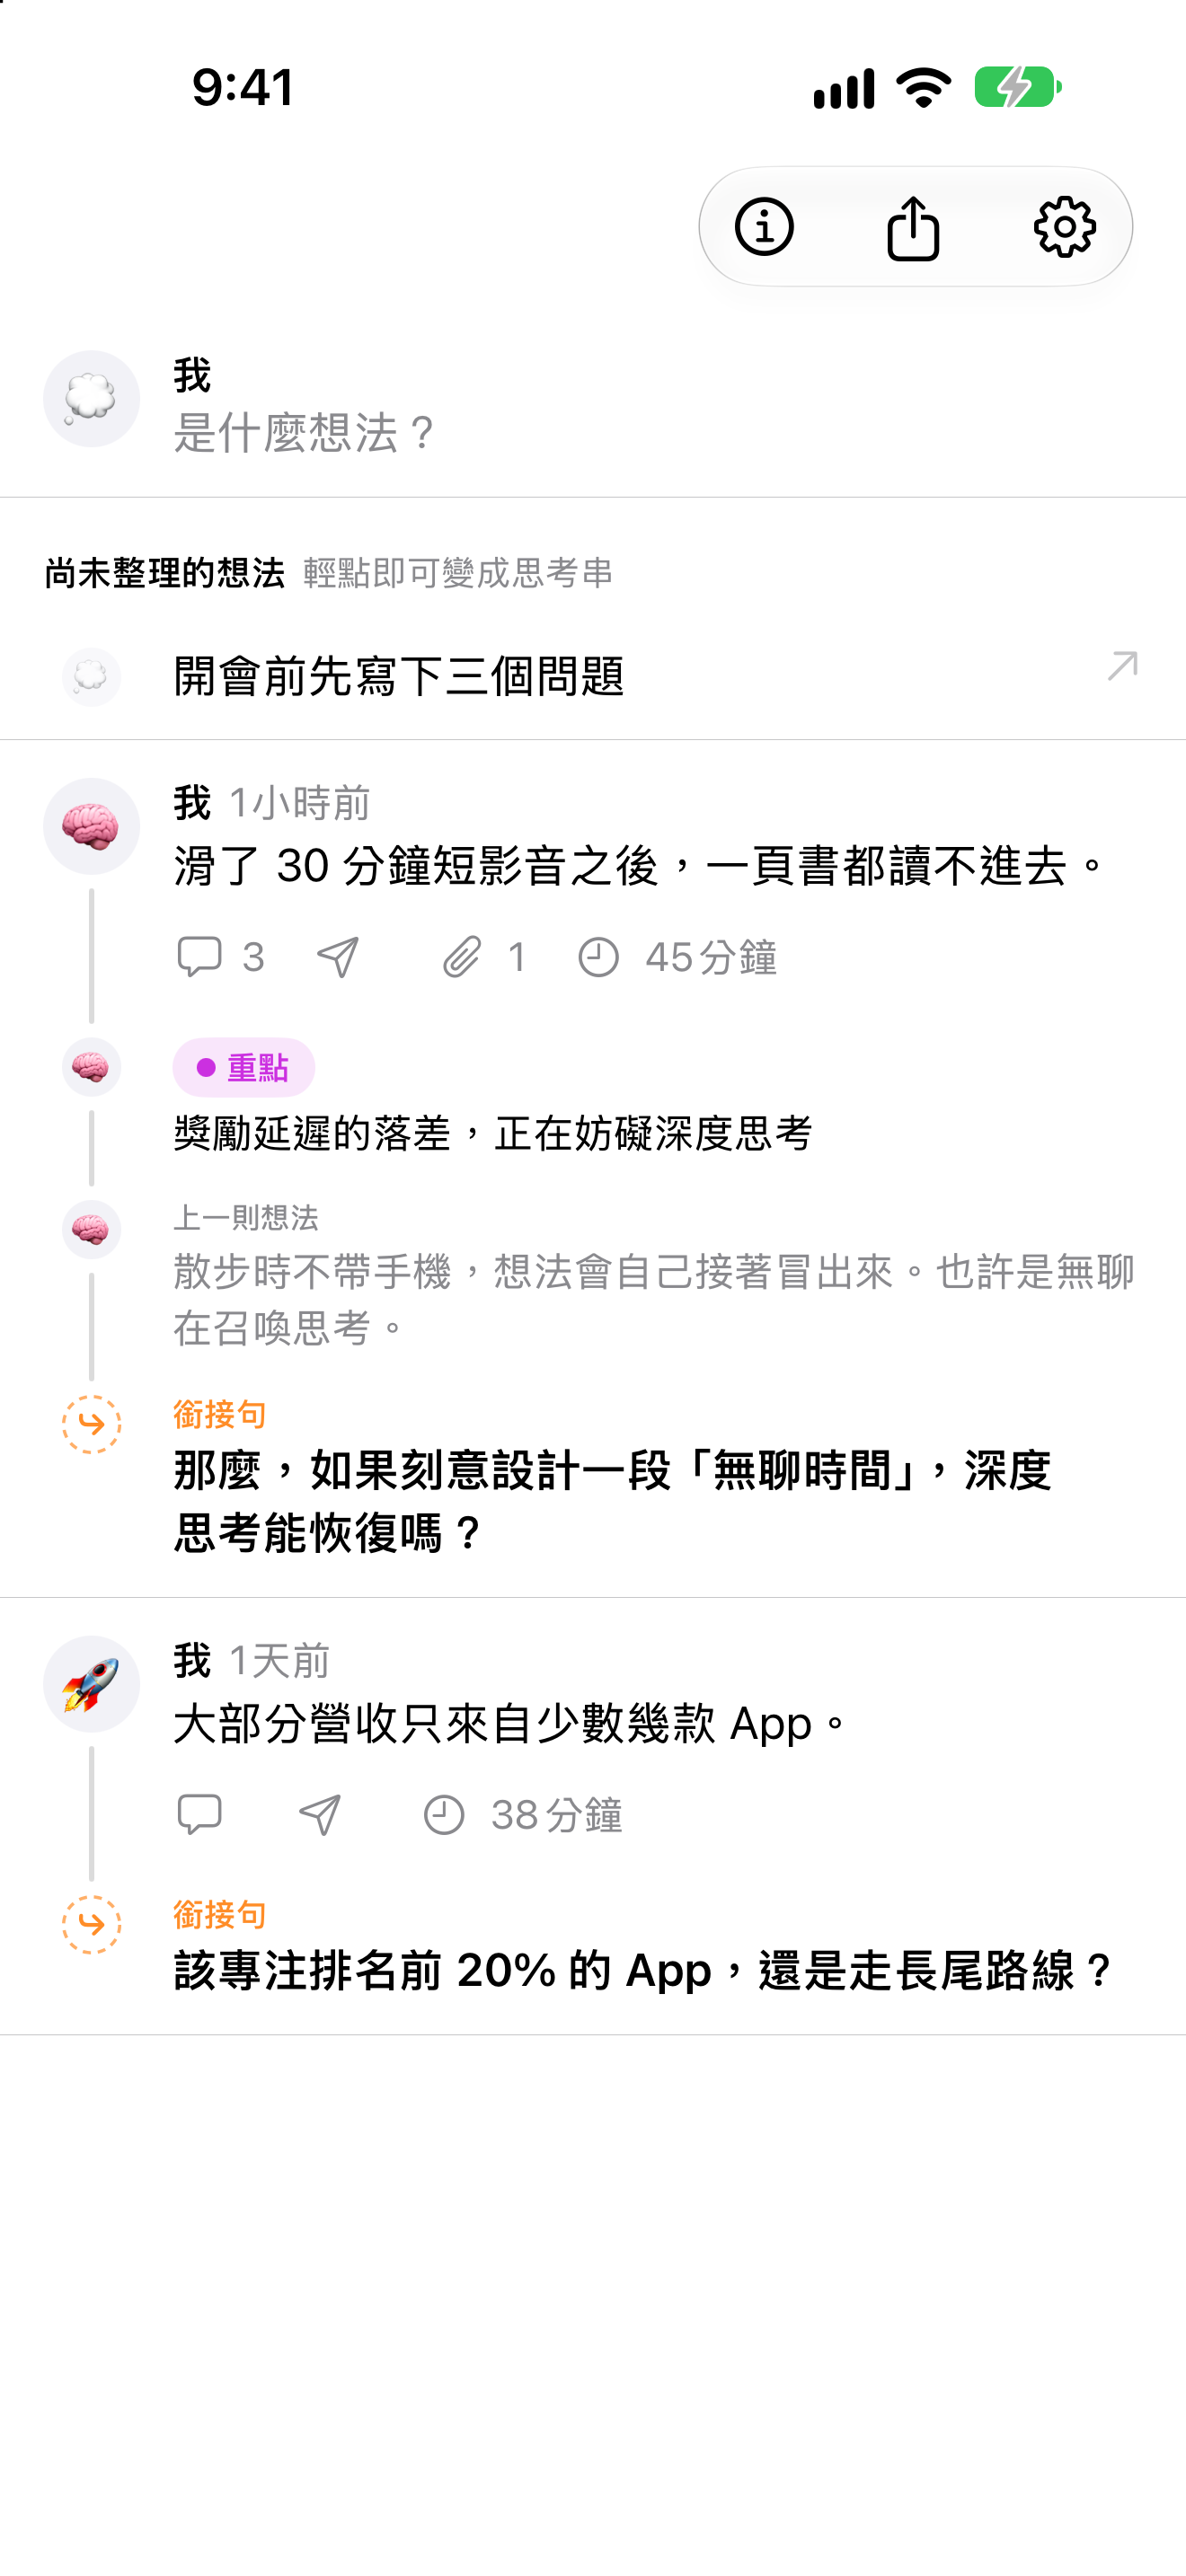 9:41
我
是什麼想法？
尚未整理的想法 輕點即可變成思考串
開會前先寫下三個問題
我 1小時前
滑了 30 分鐘短影音之後，一頁書都讀不進去。
3 1 45分鐘
重點
獎勵延遲的落差，正在妨礙深度思考
上一則想法
散步時不帶手機，想法會自己接著冒出來。也許是無聊
在召喚思考。
銜接句
那麼，如果刻意設計一段「無聊時間」，深度
思考能恢復嗎？
我 1天前
大部分營收只來自少數幾款 App。
38分鐘
銜接句
該專注排名前 20% 的 App，還是走長尾路線？